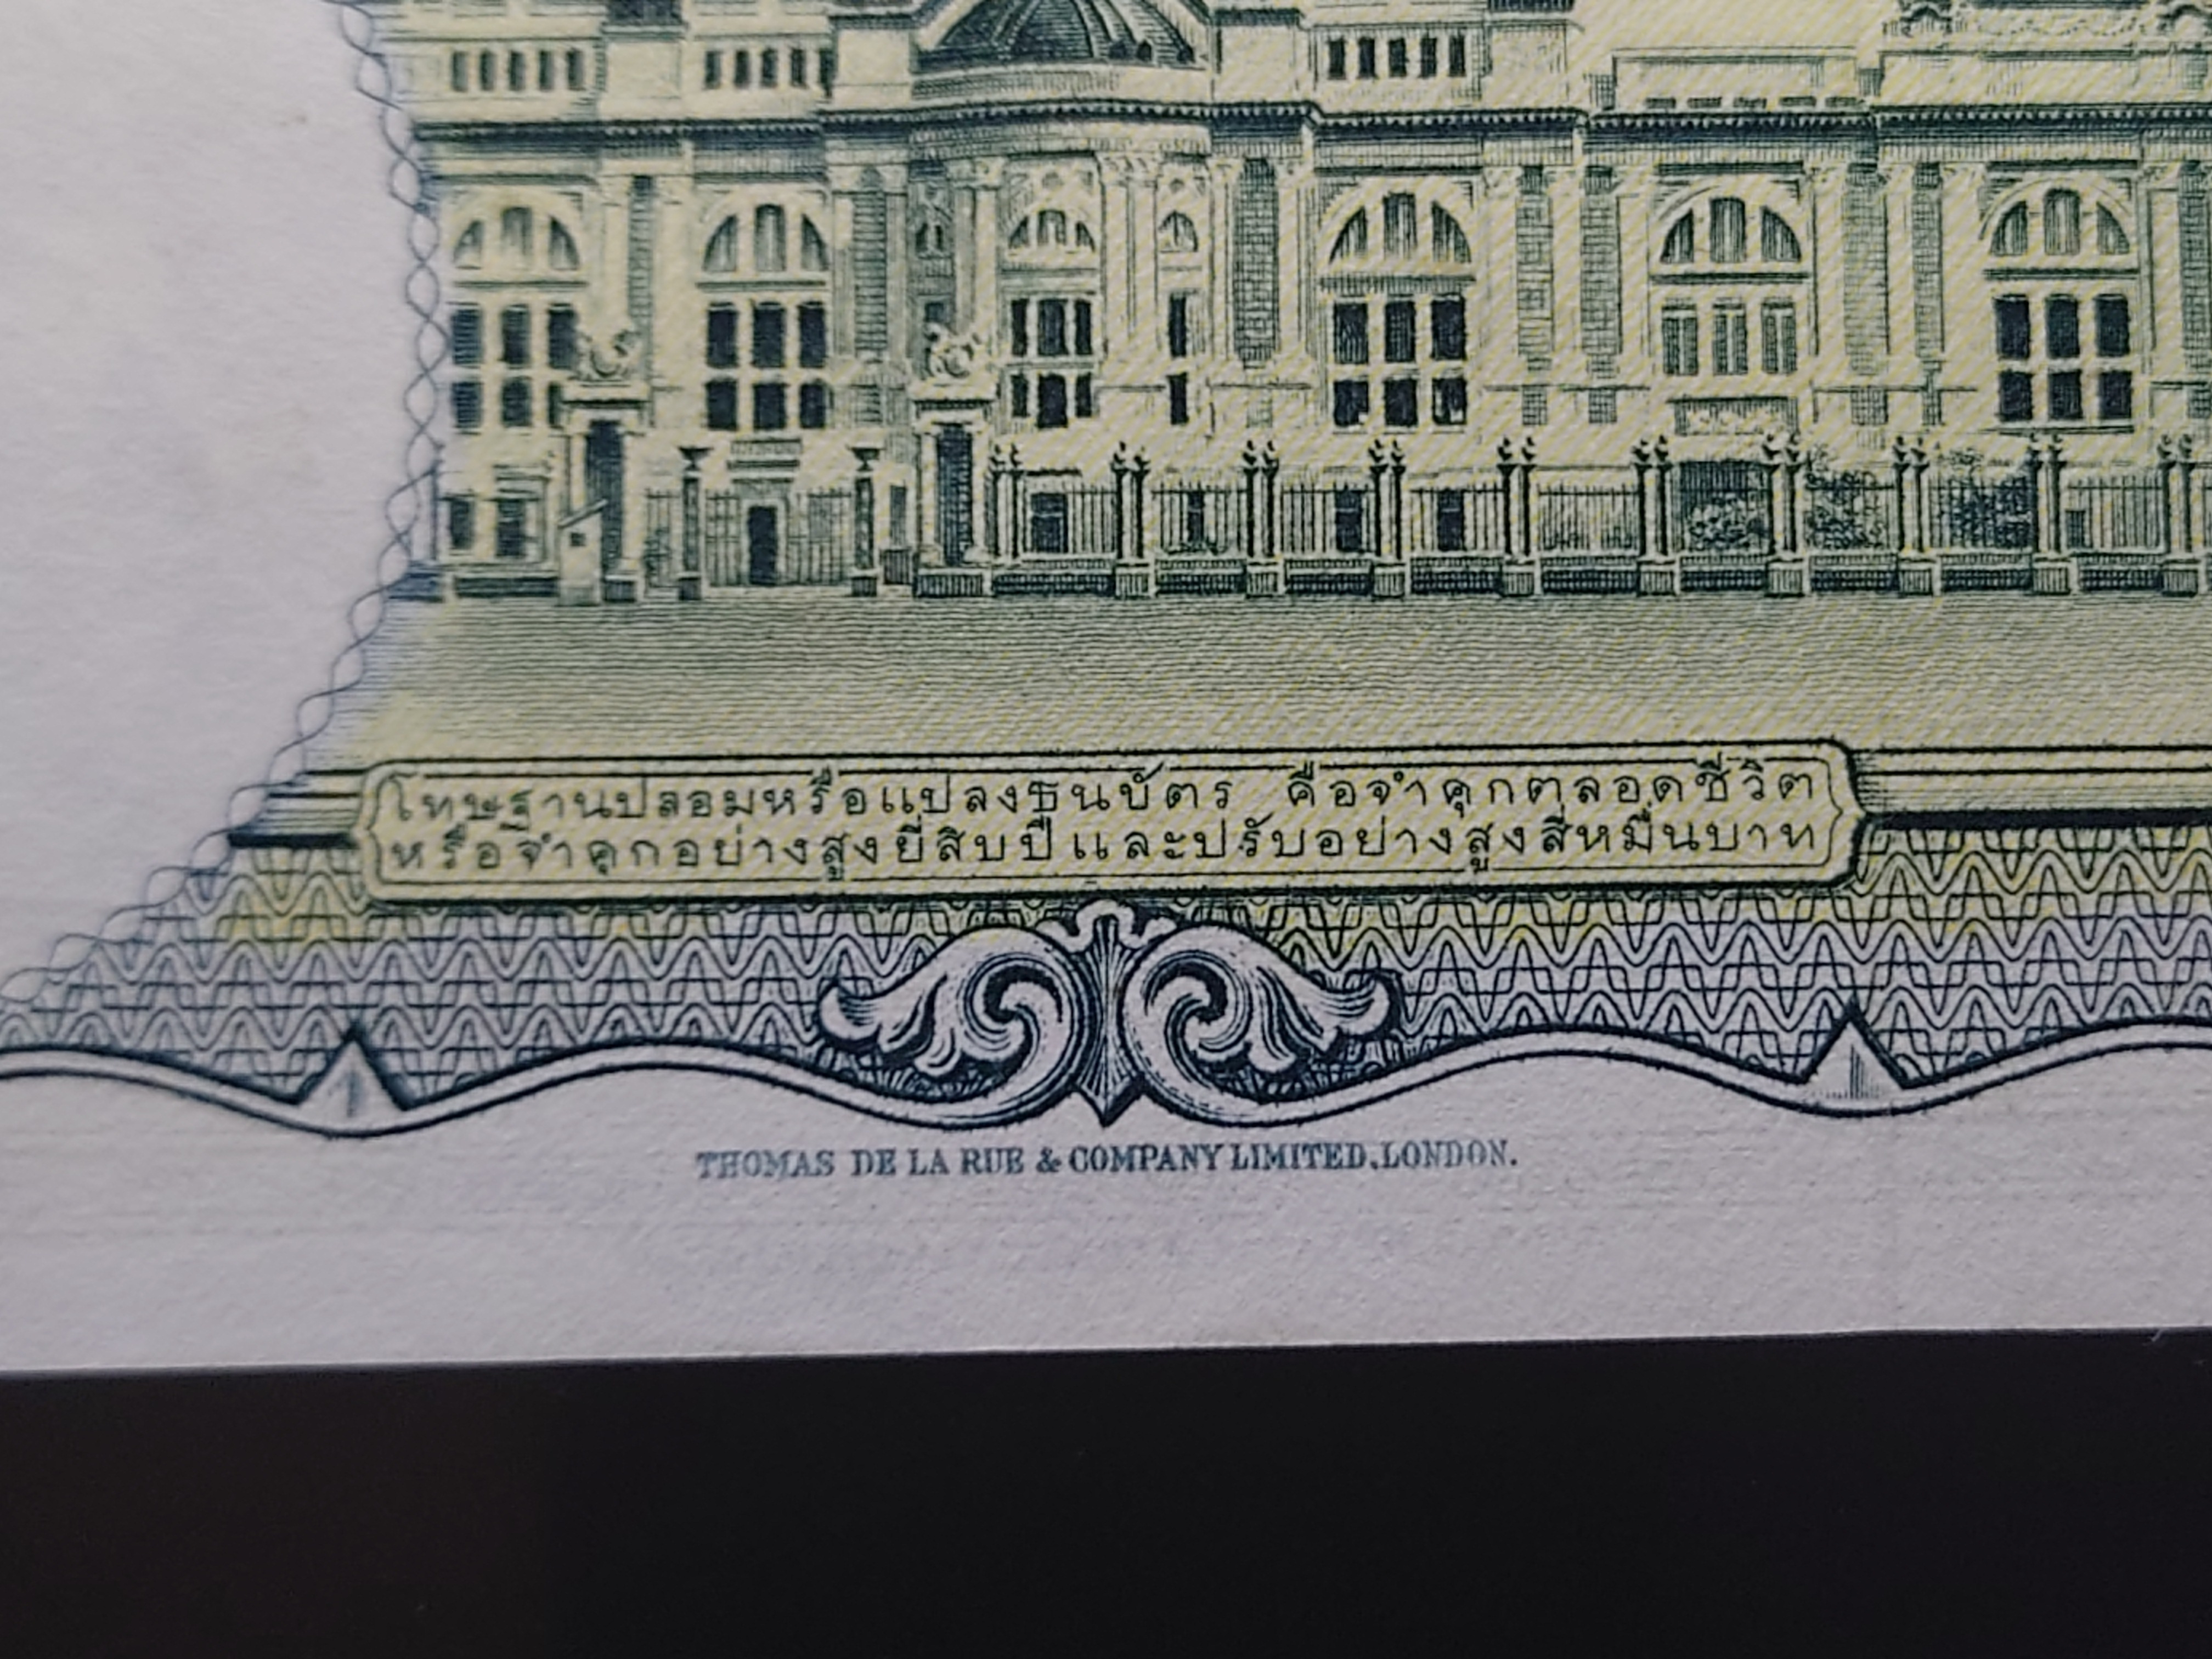 โทษฐานปลอมหรือแปลงธนบัตร คือจำคุกตลอดชีวิต
หรือจำคุกอย่างสูงยี่สิบปี และปรับอย่างสูงสี่หมื่นบาท
THOMAS DE LA RUE & COMPANY LIMITED, LONDON.